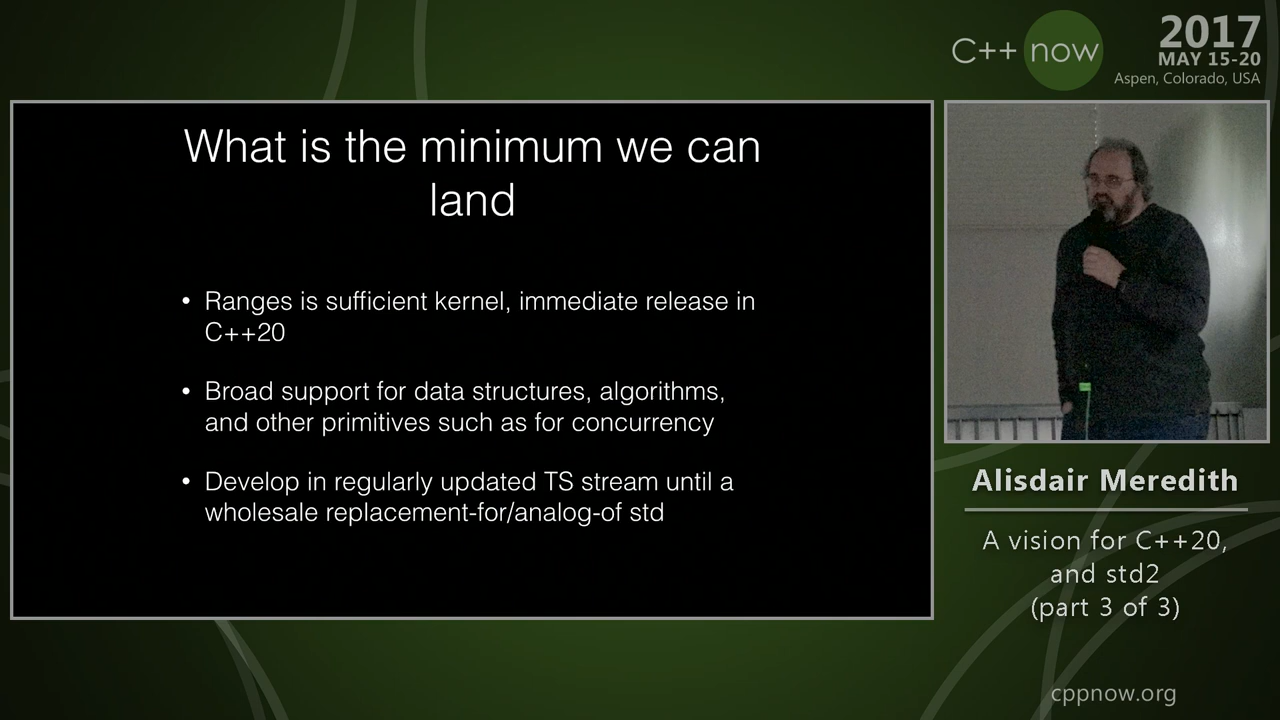 C++ now
2017
MAY 15-20
Aspen, Colorado, USA
What is the minimum we can
land
• Ranges is sufficient kernel, immediate release in
C++20
• Broad support for data structures, algorithms,
and other primitives such as for concurrency
• Develop in regularly updated TS stream until a
wholesale replacement-for/analog-of std
Alisdair Meredith
A vision for C++20,
and std2
(part 3 of 3)
cppnow.org